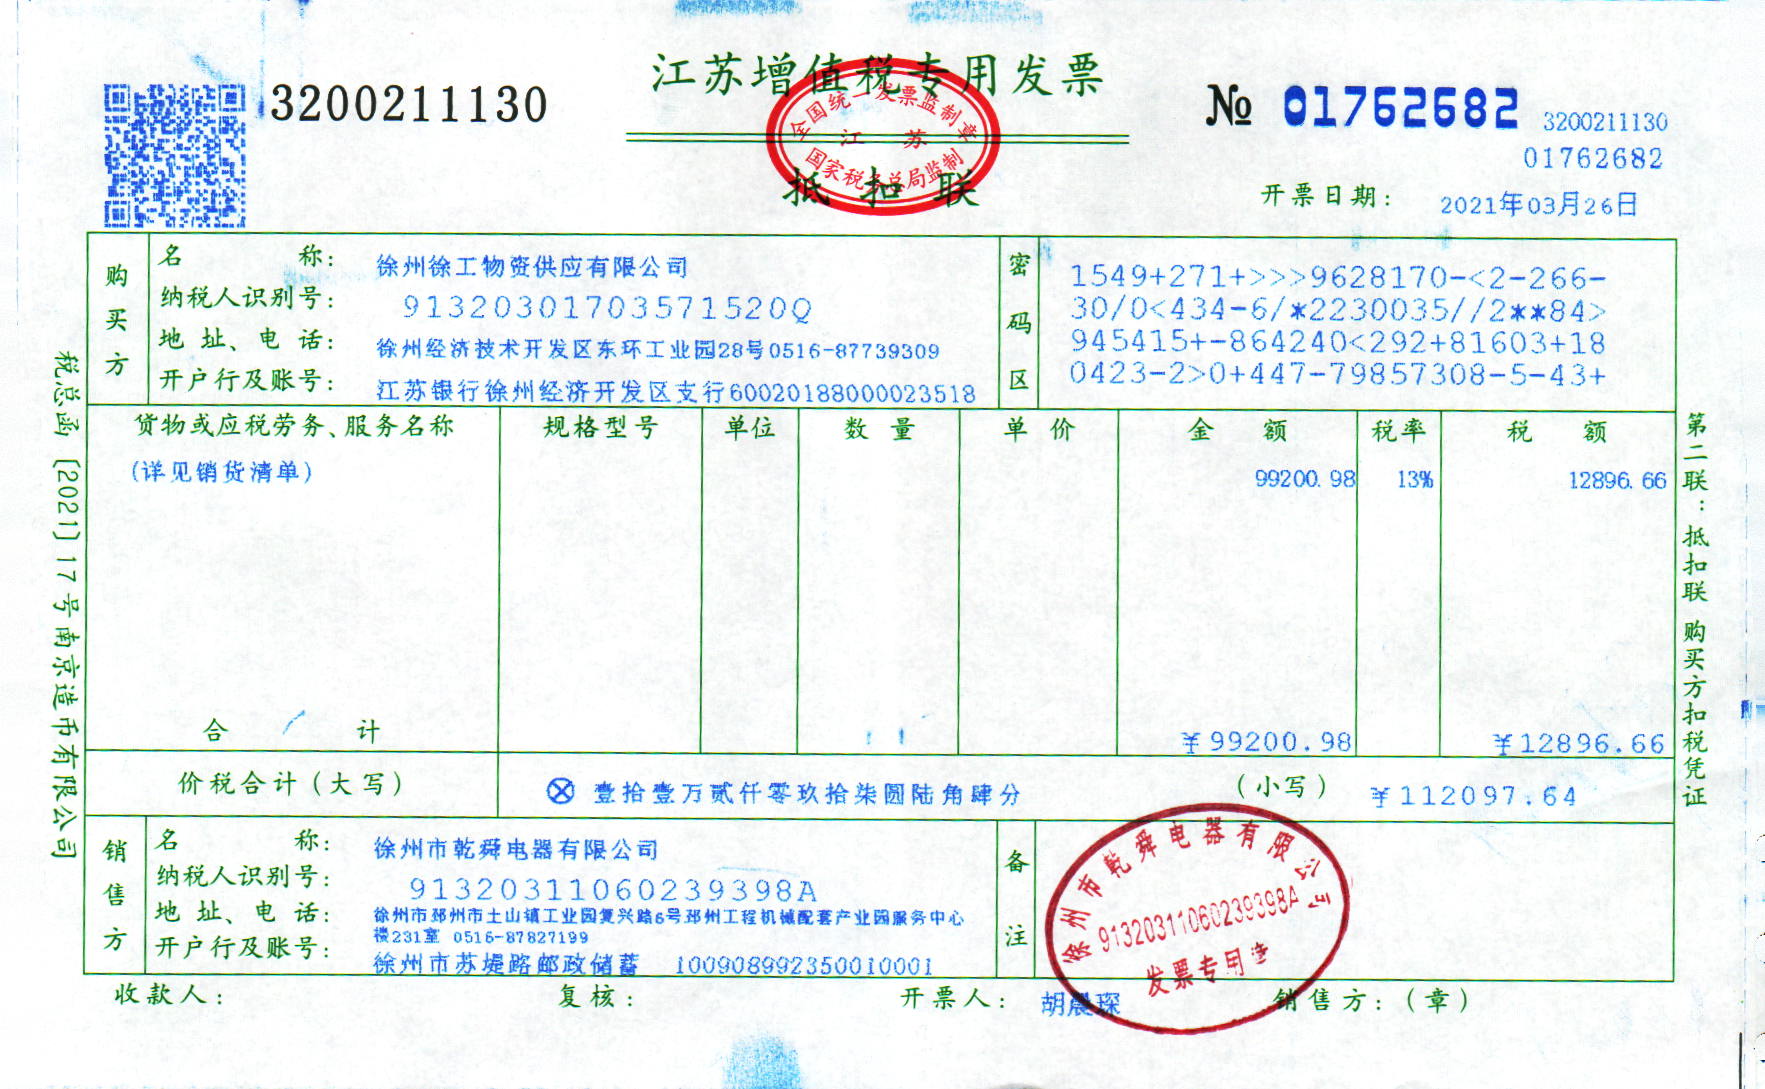 江苏增值税专用发票
3200211130
№ 01762682
3200211130
01762682
全国统一发票监制章
江苏
国家税务总局监制
抵扣联
开票日期: 2021年03月26日
购买方
名称: 徐州徐工物资供应有限公司
纳税人识别号: 91320301703571520Q
地址、电话: 徐州经济技术开发区东环工业园28号0516-87739309
开户行及账号: 江苏银行徐州经济开发区支行60020188000023518
密码区
1549+271+>>>9628170-<2-266-
30/0<434-6/*2230035//2**84>
945415+-864240<292+81603+18
0423-2>0+447-79857308-5-43+
货物或应税劳务、服务名称 规格型号 单位 数量 单价 金额 税率 税额
(详见销货清单) 99200.98 13% 12896.66
合计 ¥99200.98 ¥12896.66
价税合计(大写) ⊗壹拾壹万贰仟零玖拾柒圆陆角肆分 (小写) ¥112097.64
销售方
名称: 徐州市乾舜电器有限公司
纳税人识别号: 91320311060239398A
地址、电话: 徐州市邳州市土山镇工业园复兴路6号邳州工程机械配套产业园服务中心
楼231室 0516-87827199
开户行及账号: 徐州市苏堤路邮政储蓄 100908992350010001
备注
徐州市乾舜电器有限公司
91320311060239398A
发票专用章
收款人: 复核: 开票人: 胡晨琛 销售方:(章)
税总函[2021]17号南京造币有限公司
第二联:抵扣联 购买方扣税凭证